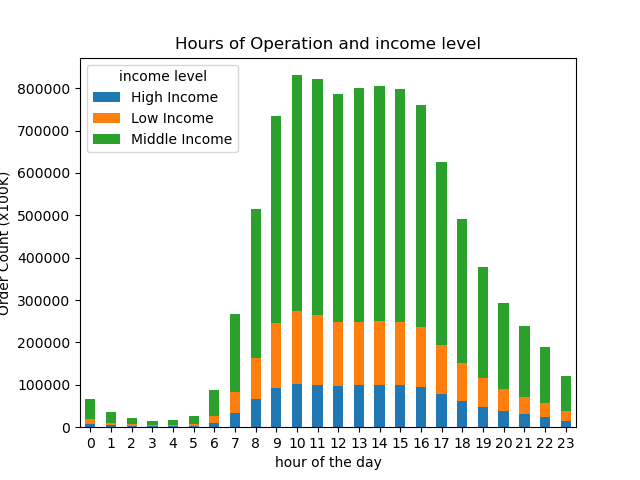 Hours of Operation and income level
income level
High Income
Low Income
Middle Income
800000
700000
600000
500000
400000
300000
200000
100000
0
Order Count (x100K)
0 1 2 3 4 5 6 7 8 9 10 11 12 13 14 15 16 17 18 19 20 21 22 23
hour of the day